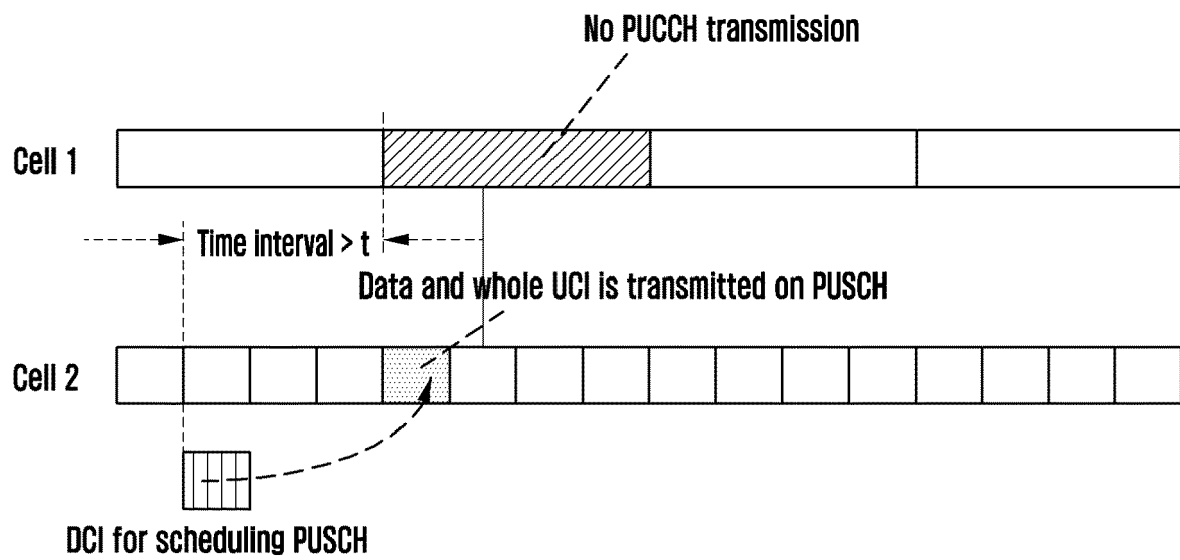 No PUCCH transmission
Cell 1
Time interval > t
Data and whole UCI is transmitted on PUSCH
Cell 2
DCI for scheduling PUSCH